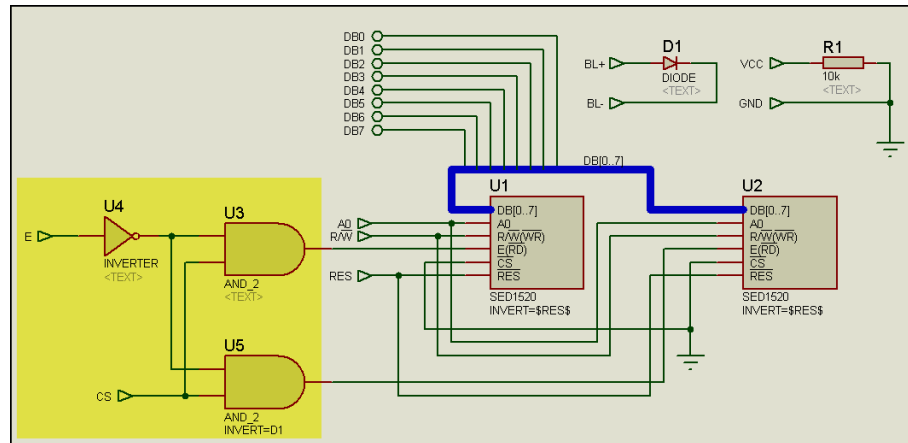 DB0
DB1
DB2
DB3
DB4
DB5
DB6
DB7
D1
BL+
DIODE
<TEXT>
BL-
R1
VCC
10k
<TEXT>
GND
DB[0..7]
U4
E
INVERTER
<TEXT>
U3
AND_2
<TEXT>
U5
CS
AND_2
INVERT=D1
A0
R/W
RES
U1
DB[0..7]
A0
R/W(WR)
E(RD)
CS
RES
SED1520
INVERT=$RES$
U2
DB[0..7]
A0
R/W(WR)
E(RD)
CS
RES
SED1520
INVERT=$RES$